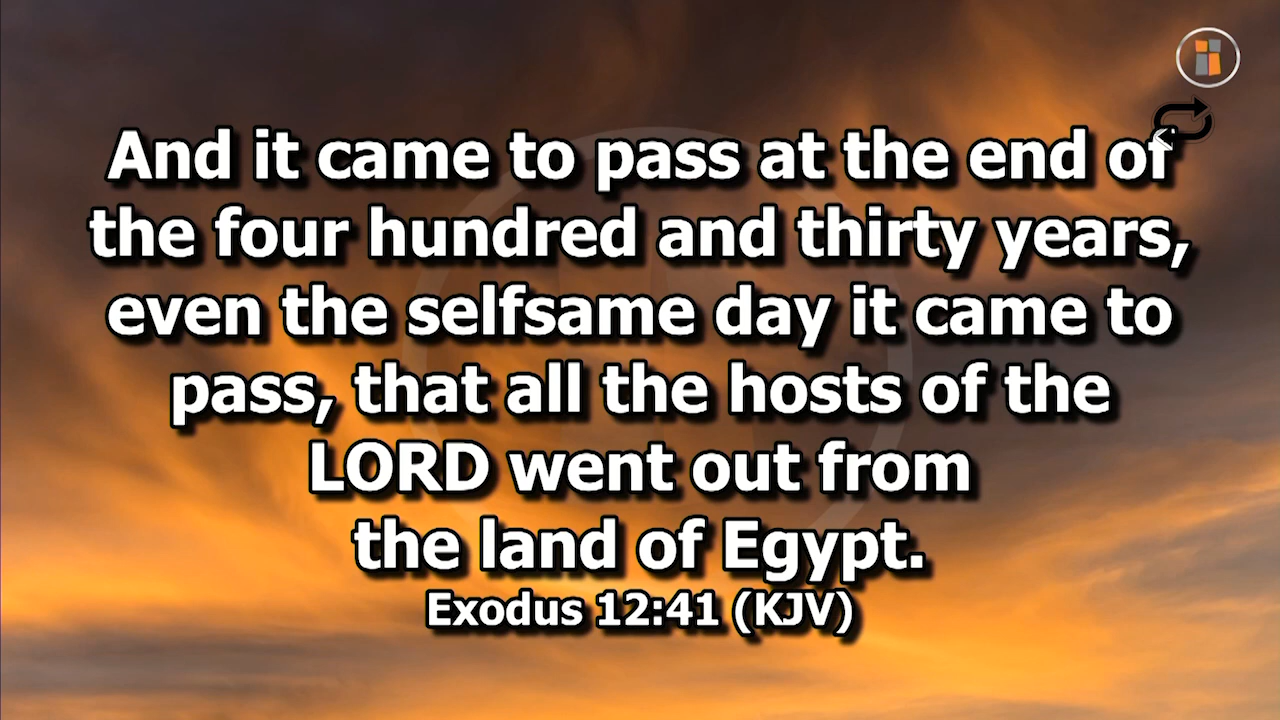 And it came to pass at the end of
the four hundred and thirty years,
even the selfsame day it came to
pass, that all the hosts of the
LORD went out from
the land of Egypt.
Exodus 12:41 (KJV)